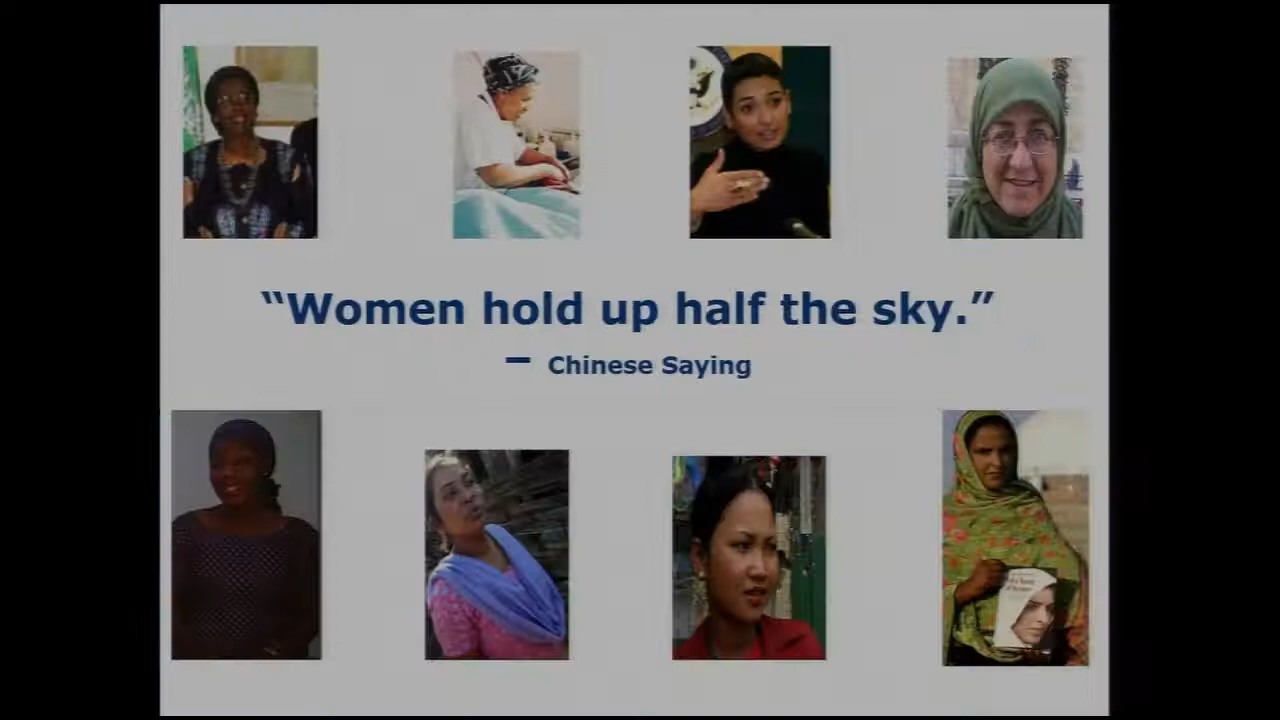 “Women hold up half the sky.”
– Chinese Saying